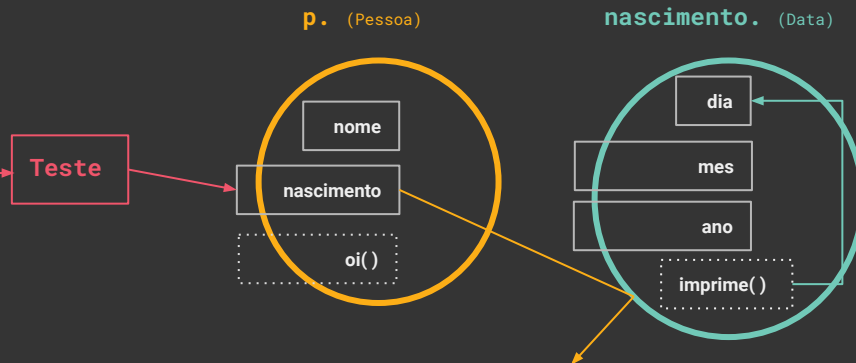 p. (Pessoa)
nascimento. (Data)
Teste
nome
nascimento
oi()
dia
mes
ano
imprime()